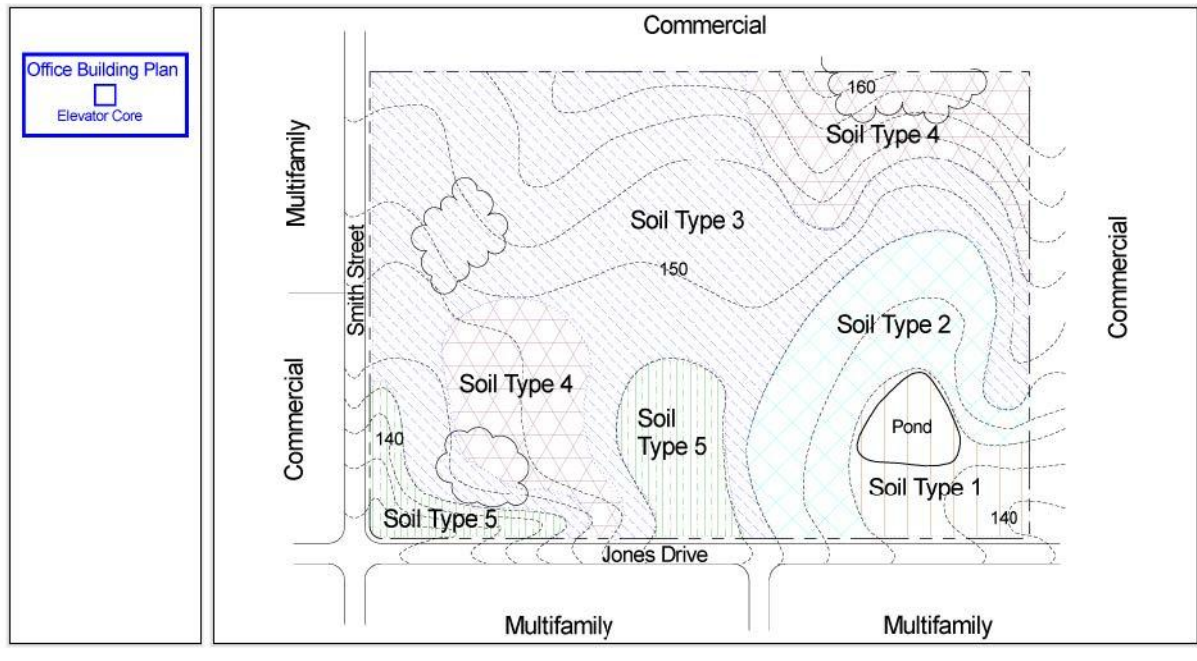 Office Building Plan
Elevator Core
Commercial
160
Soil Type 4
Multifamily
Soil Type 3
Smith Street
150
Commercial
Soil Type 2
Commercial
Soil Type 4
Soil
Type 5
Pond
140
Soil Type 1
Soil Type 5
140
Jones Drive
Multifamily
Multifamily